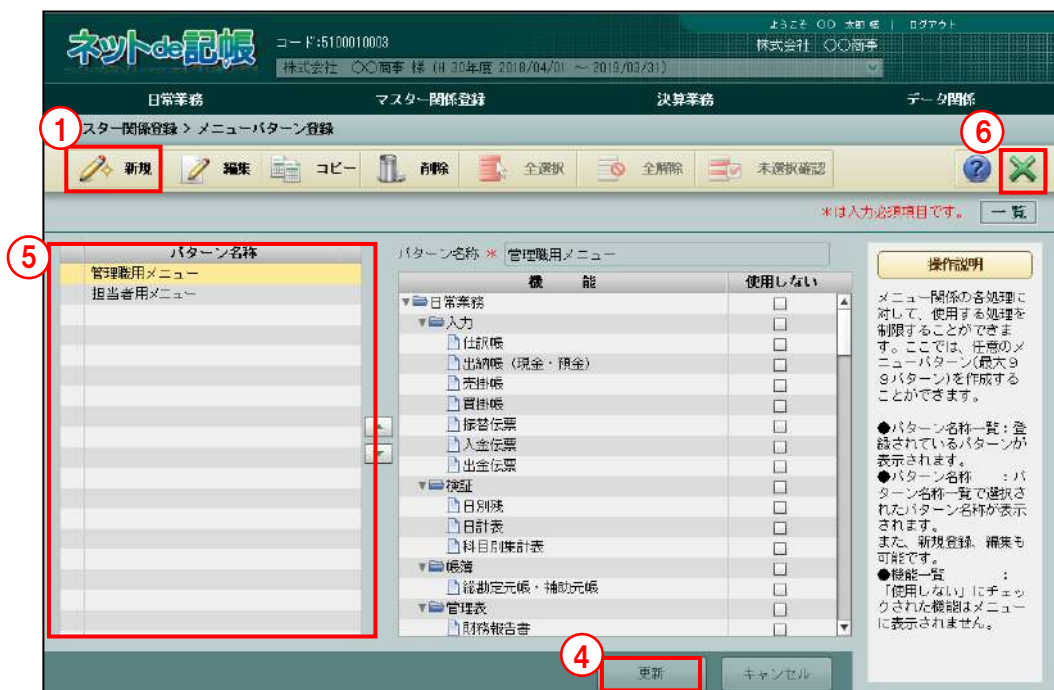 ようこそ 〇〇 太郎 様 | ログアウト
ネットde記帳
コード:5100010003
株式会社 〇〇商事
株式会社 〇〇商事 様 (H 30年度 2018/04/01 ～ 2019/03/31)
日常業務 マスター関係登録 決算業務 データ関係
① スター関係登録 > メニューパターン登録 ⑥
新規 編集 コピー 削除 全選択 全解除 未選択確認 ?
*は入力必須項目です。 一 覧
⑤
パターン名称
管理職用メニュー
担当者用メニュー
パターン名称 * 管理職用メニュー
機 能 使用しない
日常業務
入力
仕訳帳
出納帳 (現金・預金)
売掛帳
買掛帳
振替伝票
入金伝票
出金伝票
検証
日別残
日計表
科目別集計表
帳簿
総勘定元帳・補助元帳
管理表
財務報告書
操作説明
メニュー関係の各処理に
対して、使用する処理を
制限することができま
す。ここでは、任意のメ
ニューパターン(最大9
9パターン)を作成する
ことができます。
●パターン名称一覧：登
録されているパターンが
表示されます。
●パターン名称 ：パ
ターン名称一覧で選択さ
れたパターン名称が表示
されます。
また、新規登録、編集も
可能です。
●機能一覧 ：
「使用しない」にチェッ
クされた機能はメニュー
に表示されません。
④
更新 キャンセル